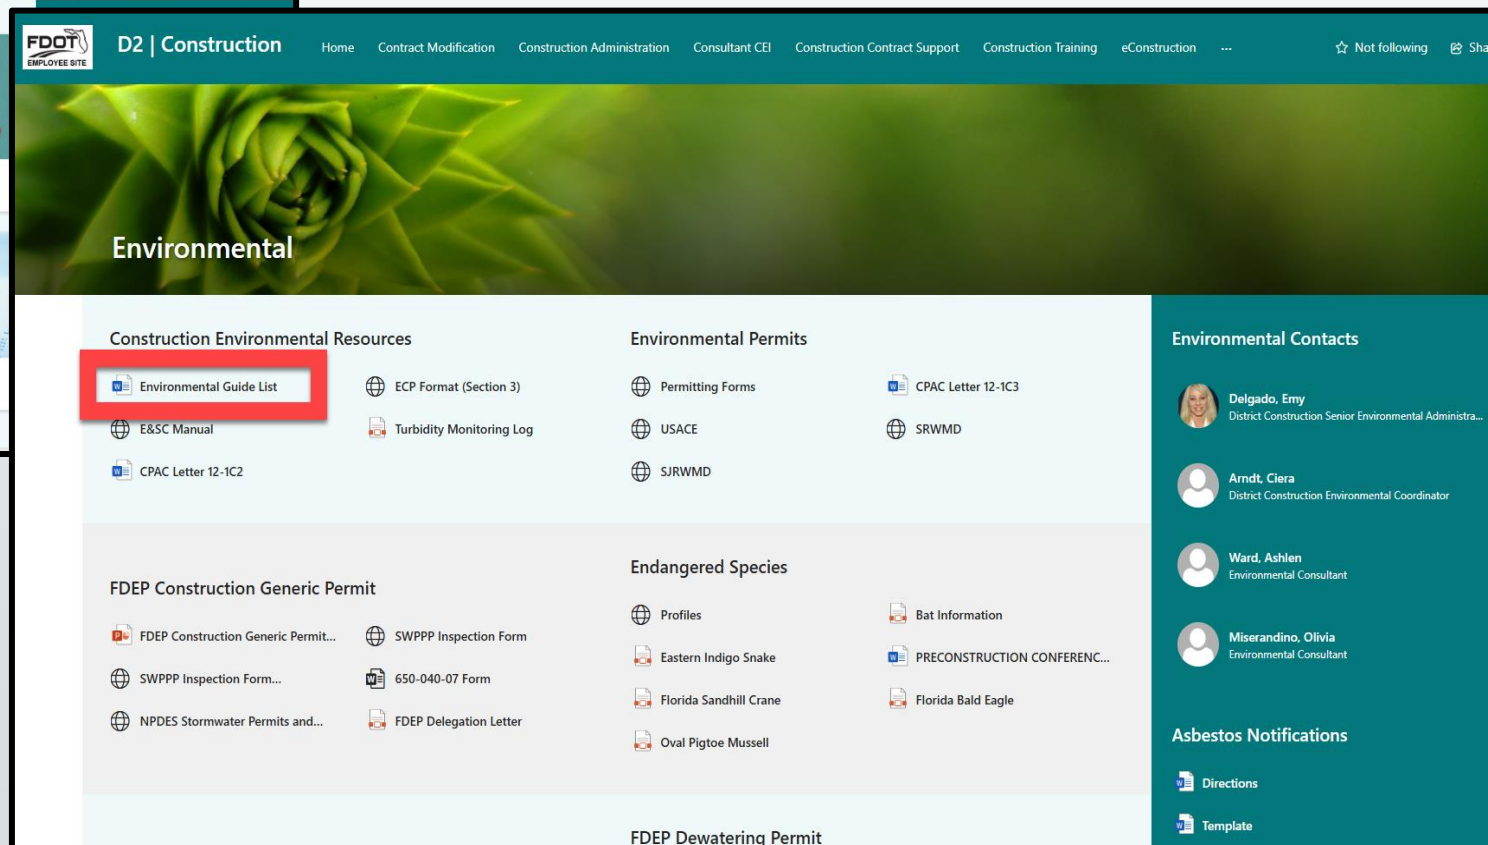 FDOT
EMPLOYEE SITE
D2 | Construction
Home
Contract Modification
Construction Administration
Consultant CEI
Construction Contract Support
Construction Training
eConstruction
...
Not following
Sha
Environmental
Construction Environmental Resources
Environmental Guide List
ECP Format (Section 3)
E&SC Manual
Turbidity Monitoring Log
CPAC Letter 12-1C2
Environmental Permits
Permitting Forms
CPAC Letter 12-1C3
USACE
SRWMD
SJRWMD
FDEP Construction Generic Permit
FDEP Construction Generic Permit...
SWPPP Inspection Form
SWPPP Inspection Form...
650-040-07 Form
NPDES Stormwater Permits and...
FDEP Delegation Letter
Endangered Species
Profiles
Bat Information
Eastern Indigo Snake
PRECONSTRUCTION CONFERENC...
Florida Sandhill Crane
Florida Bald Eagle
Oval Pigtoe Mussell
FDEP Dewatering Permit
Environmental Contacts
Delgado, Emy
District Construction Senior Environmental Administra...
Arndt, Ciera
District Construction Environmental Coordinator
Ward, Ashlen
Environmental Consultant
Miserandino, Olivia
Environmental Consultant
Asbestos Notifications
Directions
Template